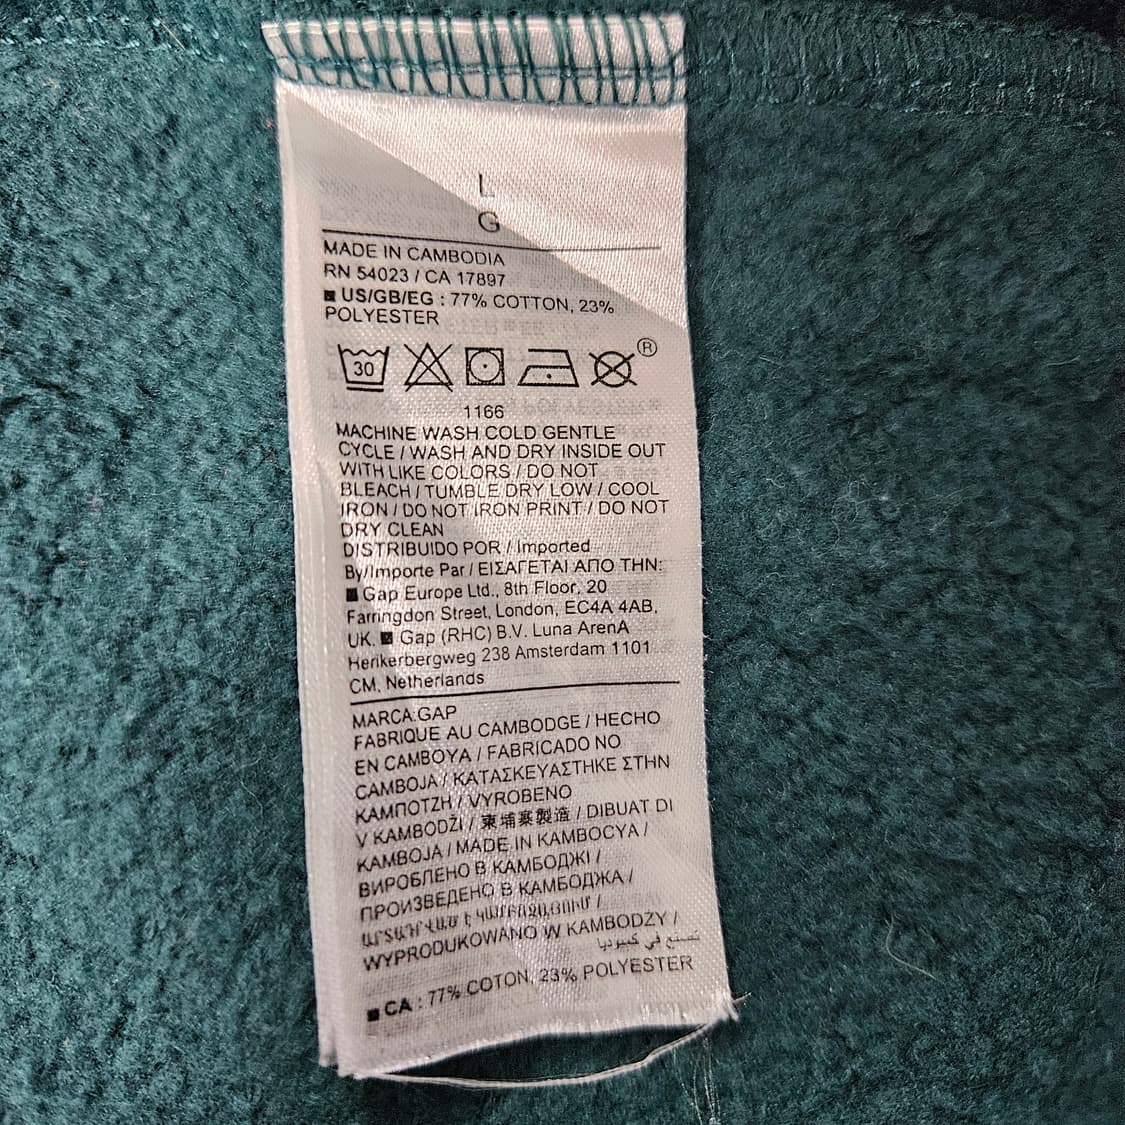 L
G
MADE IN CAMBODIA
RN 54023 / CA 17897
■ US/GB/EG : 77% COTTON, 23%
POLYESTER
30
®
1166
MACHINE WASH COLD GENTLE
CYCLE / WASH AND DRY INSIDE OUT
WITH LIKE COLORS / DO NOT
BLEACH / TUMBLE DRY LOW / COOL
IRON / DO NOT IRON PRINT / DO NOT
DRY CLEAN
DISTRIBUIDO POR / Imported
By/Importe Par / ΕΙΣΑΓΕΤΑΙ ΑΠΟ ΤΗΝ:
■ Gap Europe Ltd., 8th Floor, 20
Farringdon Street, London, EC4A 4AB,
UK. ■ Gap (RHC) B.V. Luna ArenA
Herikerbergweg 238 Amsterdam 1101
CM, Netherlands
MARCA:GAP
FABRIQUE AU CAMBODGE / HECHO
EN CAMBOYA / FABRICADO NO
CAMBOJA / ΚΑΤΑΣΚΕΥΑΣΤΗΚΕ ΣΤΗΝ
ΚΑΜΠΟΤΖΗ / VYROBENO
V KAMBODŽI / 柬埔寨製造 / DIBUAT DI
KAMBOJA / MADE IN KAMBOCYA /
ВИРОБЛЕНО В КАМБОДЖІ /
ПРОИЗВЕДЕНО В КАМБОДЖА /
WYPRODUKOWANO W KAMBODŻY /
تصنع في كمبوديا
■ CA : 77% COTON, 23% POLYESTER